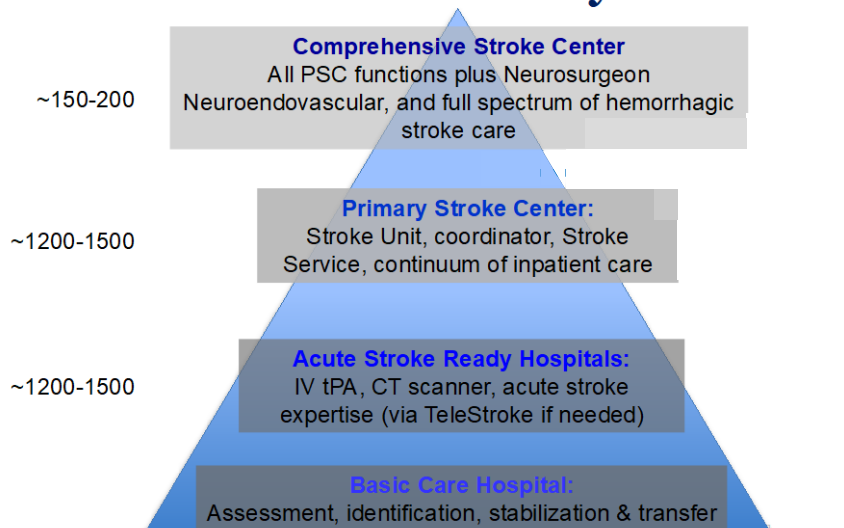 Comprehensive Stroke Center
All PSC functions plus Neurosurgeon
~150-200
Neuroendovascular, and full spectrum of hemorrhagic
stroke care
Primary Stroke Center:
~1200-1500
Stroke Unit, coordinator, Stroke
Service, continuum of inpatient care
Acute Stroke Ready Hospitals:
~1200-1500
IV tPA, CT scanner, acute stroke
expertise (via TeleStroke if needed)
Basic Care Hospital:
Assessment, identification, stabilization & transfer